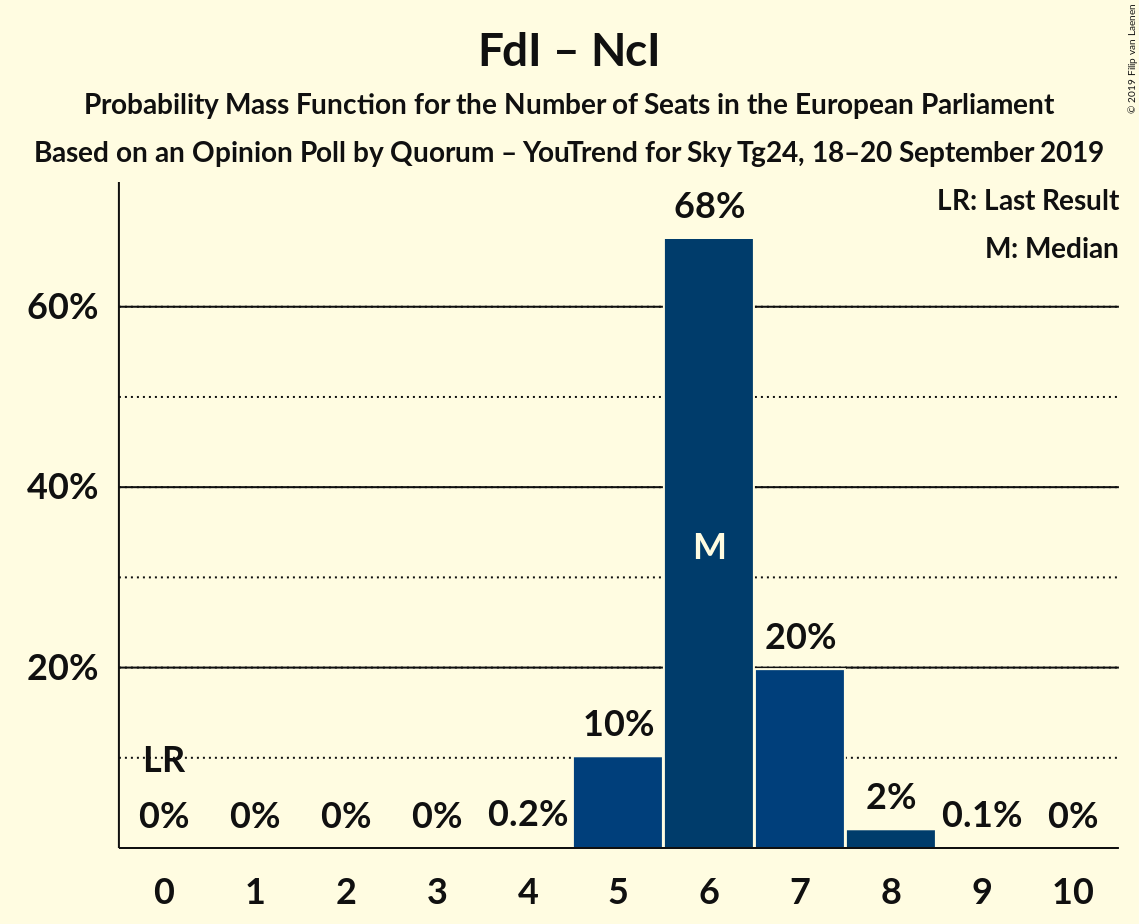 FdI – NcI
Probability Mass Function for the Number of Seats in the European Parliament
Based on an Opinion Poll by Quorum – YouTrend for Sky Tg24, 18–20 September 2019
© 2019 Filip van Laenen
LR: Last Result
M: Median
68%
60%
40%
M
20%
20%
10%
LR
2%
0% 0% 0% 0% 0.2% 0.1% 0%
0 1 2 3 4 5 6 7 8 9 10